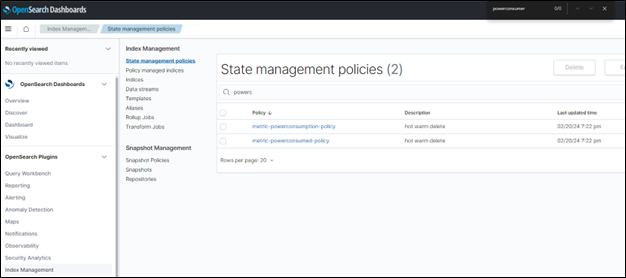 OpenSearch Dashboards
powerconsumer 0/0
Index Managem... State management policies
Recently viewed
No recently viewed items
OpenSearch Dashboards
Overview
Discover
Dashboard
Visualize
OpenSearch Plugins
Query Workbench
Reporting
Alerting
Anomaly Detection
Maps
Notifications
Observability
Security Analytics
Index Management
Index Management
State management policies
Policy managed indices
Indices
Data streams
Templates
Aliases
Rollup Jobs
Transform Jobs
Snapshot Management
Snapshot Policies
Snapshots
Repositories
State management policies (2)
Delete
powers
Policy Description Last updated time
metric-powerconsumption-policy hot warm delete 02/20/24 7:22 pm
metric-powerconsumed-policy hot warm delete 02/20/24 7:22 pm
Rows per page: 20